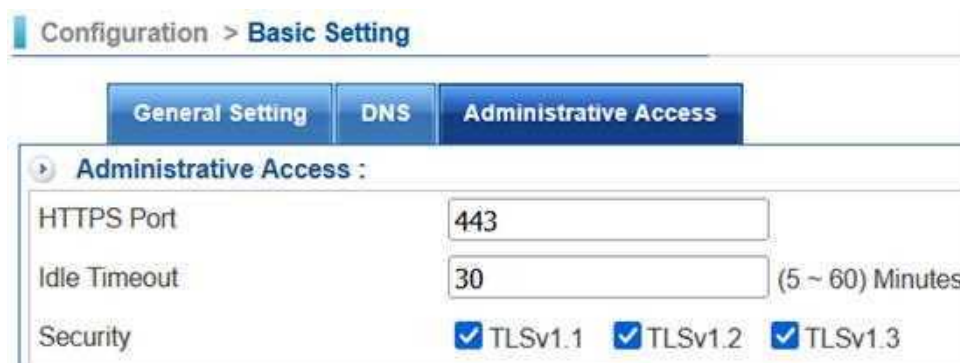 Configuration > Basic Setting
General Setting DNS Administrative Access
Administrative Access :
HTTPS Port 443
Idle Timeout 30 (5 ~ 60) Minutes
Security TLSv1.1 TLSv1.2 TLSv1.3